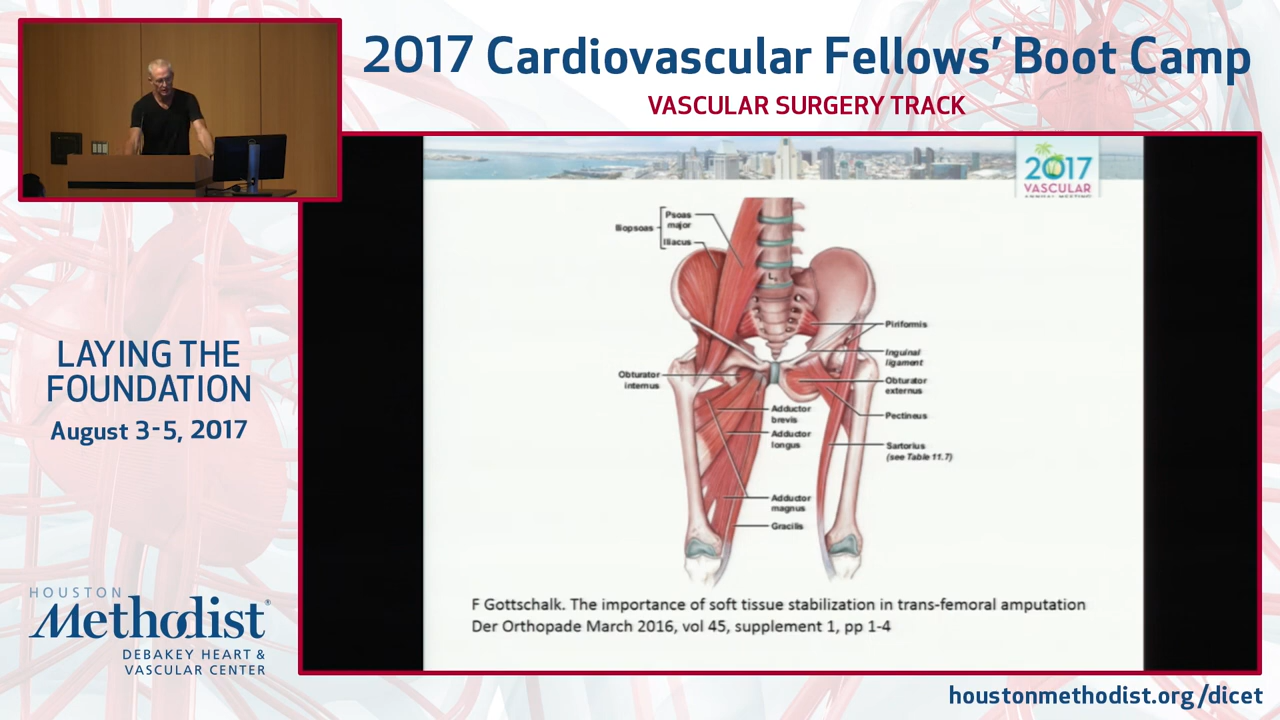 2017 Cardiovascular Fellows’ Boot Camp
VASCULAR SURGERY TRACK
LAYING THE
FOUNDATION
August 3-5, 2017
HOUSTON
Methodist®
DEBAKEY HEART &
VASCULAR CENTER
2017
VASCULAR
ANNUAL MEETING
Psoas
major
Iliopsoas
Iliacus
L
Piriformis
Inguinal
ligament
Obturator
internus
Obturator
externus
Adductor
brevis
Pectineus
Adductor
longus
Sartorius
(see Table 11.7)
Adductor
magnus
Gracilis
F Gottschalk. The importance of soft tissue stabilization in trans-femoral amputation
Der Orthopade March 2016, vol 45, supplement 1, pp 1-4
houstonmethodist.org/dicet